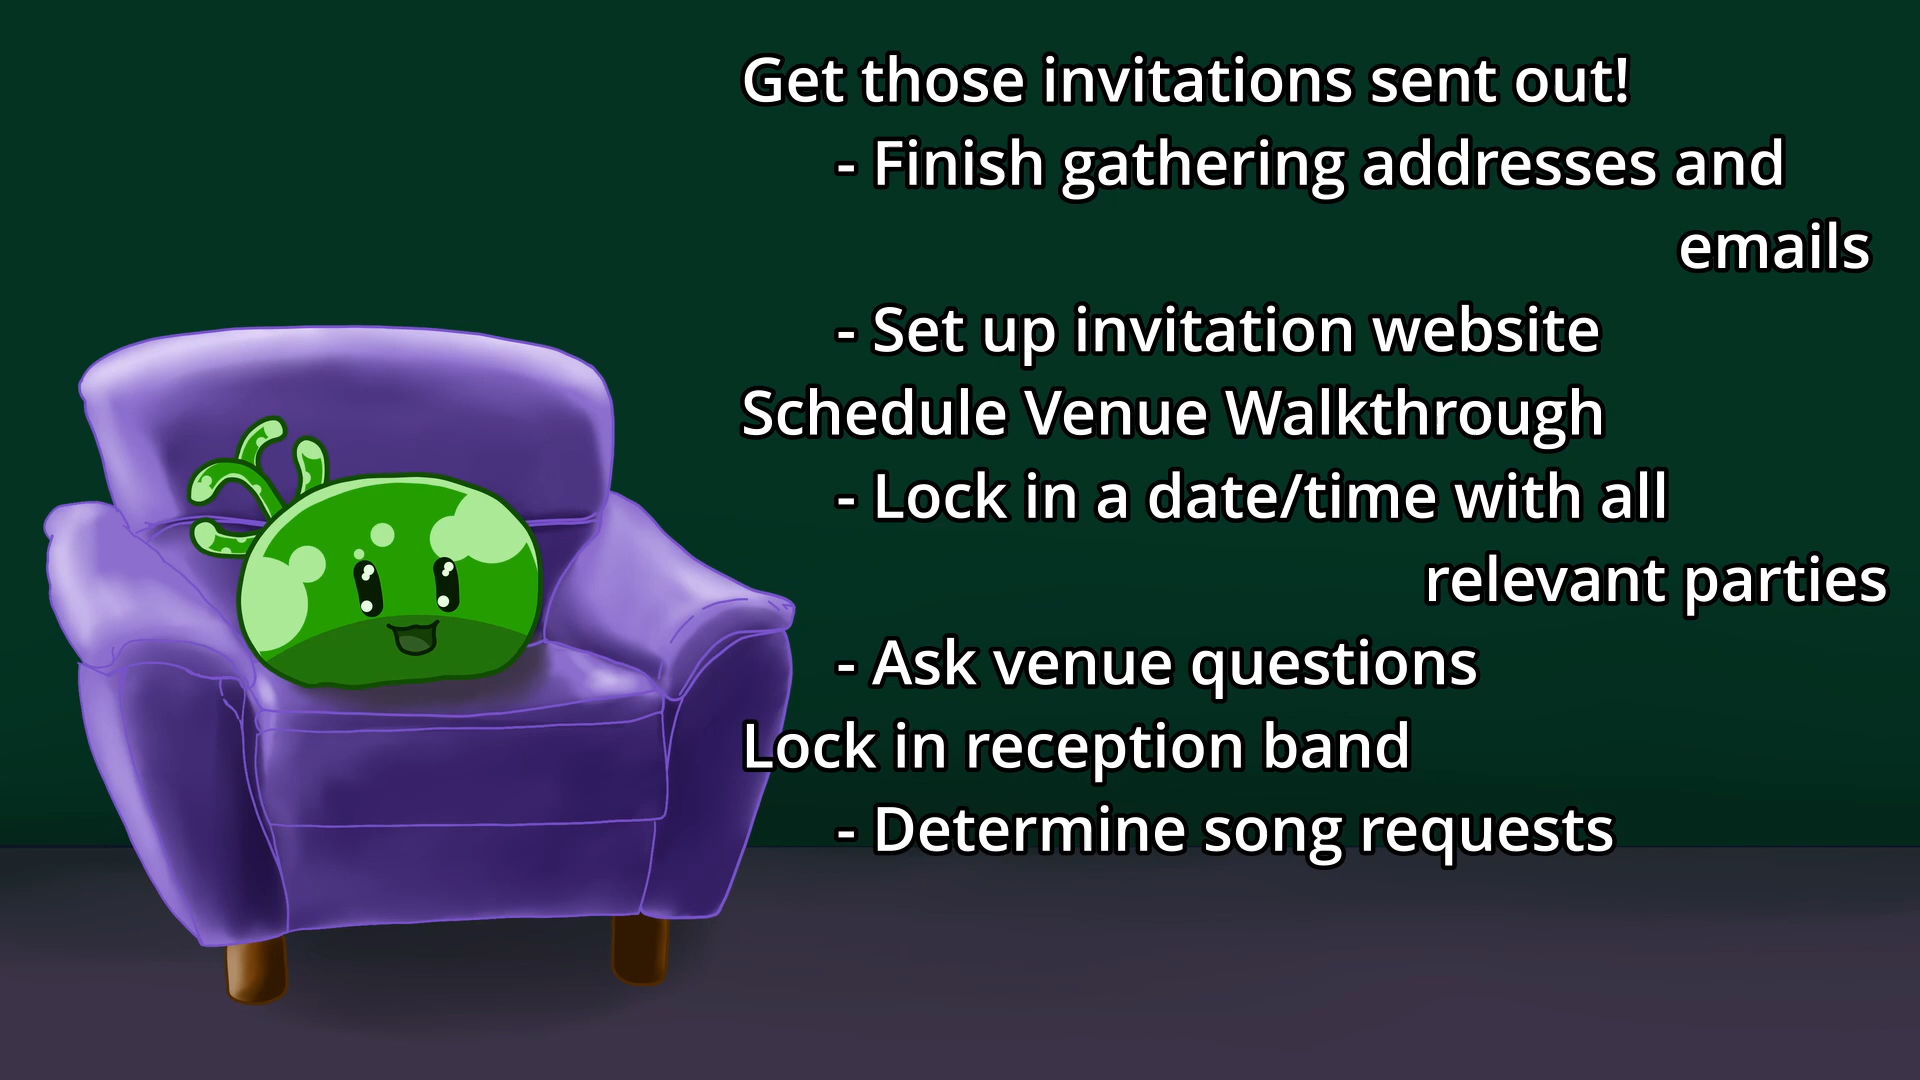 Get those invitations sent out!
- Finish gathering addresses and
emails
- Set up invitation website
Schedule Venue Walkthrough
- Lock in a date/time with all
relevant parties
- Ask venue questions
Lock in reception band
- Determine song requests